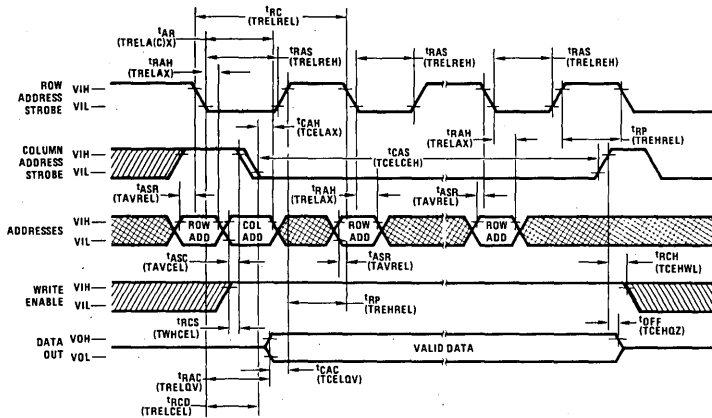 tRC
(TRELREL)
tAR
(TRELA(C)X)
tRAS
(TRELREH)
tRAS
(TRELREH)
tRAS
(TRELREH)
tRAH
(TRELAX)
ROW
ADDRESS
STROBE
VIH
VIL
tCAH
(TCELAX)
tRAH
(TRELAX)
tRP
(TREHREL)
COLUMN
ADDRESS
STROBE
VIH
VIL
tCAS
(TCELCEH)
tASR
(TAVREL)
tRAH
(TRELAX)
tASR
(TAVREL)
ADDRESSES
VIH
VIL
ROW
ADD
COL
ADD
ROW
ADD
ROW
ADD
tASC
(TAVCEL)
tASR
(TAVREL)
tRCH
(TCEHWL)
WRITE
ENABLE
VIH
VIL
tRP
(TREHREL)
tRCS
(TWHCEL)
tOFF
(TCEHQZ)
DATA
OUT
VOH
VOL
VALID DATA
tRAC
(TRELQV)
tCAC
(TCELQV)
tRCD
(TRELCEL)